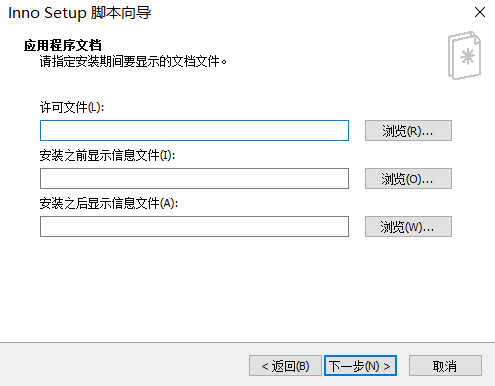 Inno Setup 脚本向导
应用程序文档
请指定安装期间要显示的文档文件。
许可文件(L):
浏览(R)...
安装之前显示信息文件(I):
浏览(O)...
安装之后显示信息文件(A):
浏览(W)...
< 返回(B) 下一步(N) > 取消